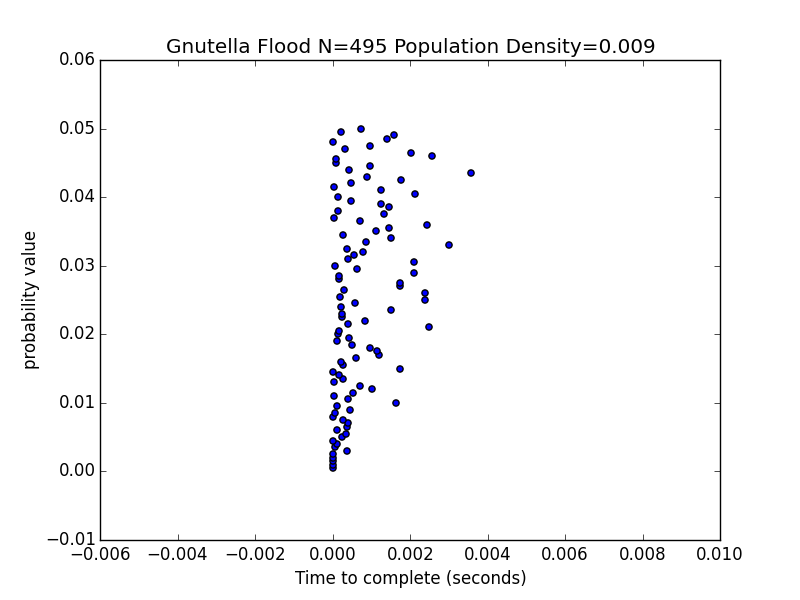 Gnutella Flood N=495 Population Density=0.009
0.06
0.05
0.04
0.03
0.02
0.01
0.00
−0.01
probability value
−0.006 −0.004 −0.002 0.000 0.002 0.004 0.006 0.008 0.010
Time to complete (seconds)